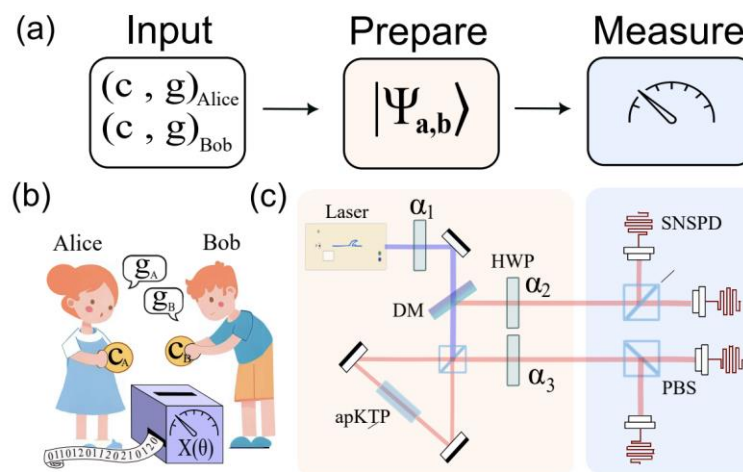 (a) Input Prepare Measure
(c , g)Alice
(c , g)Bob
|Ψa,b⟩
(b)
Alice Bob
gA
gB
cA
cB
X(θ)
01101201120210120
(c)
Laser
α1
HWP
α2
DM
α3
apKTP
SNSPD
PBS